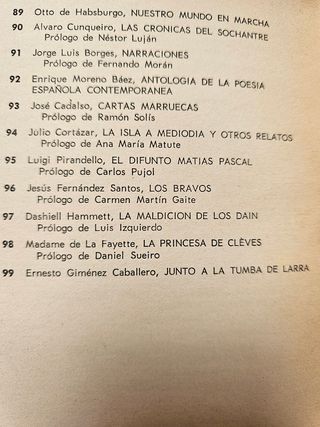 89 Otto de Habsburgo, NUESTRO MUNDO EN MARCHA
90 Alvaro Cunqueiro, LAS CRONICAS DEL SOCHANTRE
Prólogo de Néstor Luján
91 Jorge Luis Borges, NARRACIONES
Prólogo de Fernando Morán
92 Enrique Moreno Báez, ANTOLOGIA DE LA POESIA
ESPAÑOLA CONTEMPORANEA
93 José Cadalso, CARTAS MARRUECAS
Prólogo de Ramón Solís
94 Julio Cortázar, LA ISLA A MEDIODIA Y OTROS RELATOS
Prólogo de Ana María Matute
95 Luigi Pirandello, EL DIFUNTO MATIAS PASCAL
Prólogo de Carlos Pujol
96 Jesús Fernández Santos, LOS BRAVOS
Prólogo de Carmen Martín Gaite
97 Dashiell Hammett, LA MALDICION DE LOS DAIN
Prólogo de Luis Izquierdo
98 Madame de La Fayette, LA PRINCESA DE CLÈVES
Prólogo de Daniel Sueiro
99 Ernesto Giménez Caballero, JUNTO A LA TUMBA DE LARRA